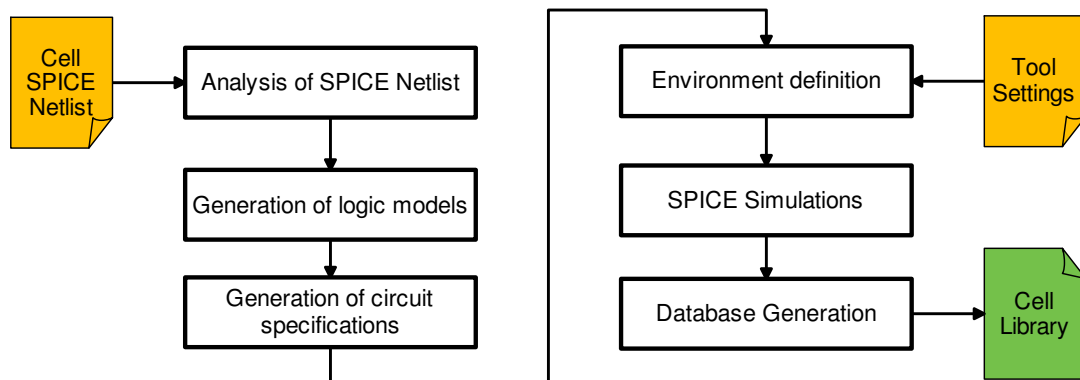 Cell
SPICE
Netlist
Analysis of SPICE Netlist
Generation of logic models
Generation of circuit
specifications
Environment definition
Tool
Settings
SPICE Simulations
Database Generation
Cell
Library